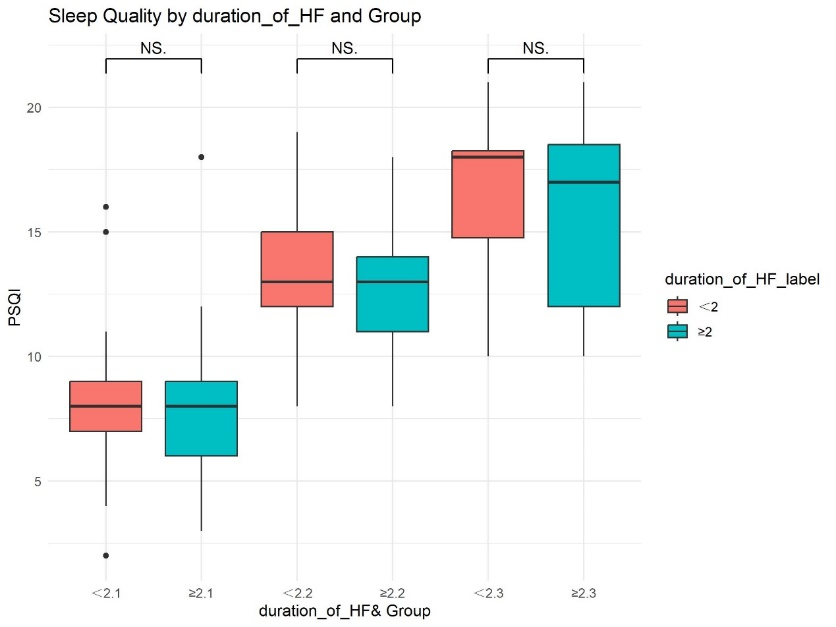 Sleep Quality by duration_of_HF and Group
NS. NS. NS.
20
15
10
5
PSQI
<2.1 ≥2.1 <2.2 ≥2.2 <2.3 ≥2.3
duration_of_HF& Group
duration_of_HF_label
<2
≥2